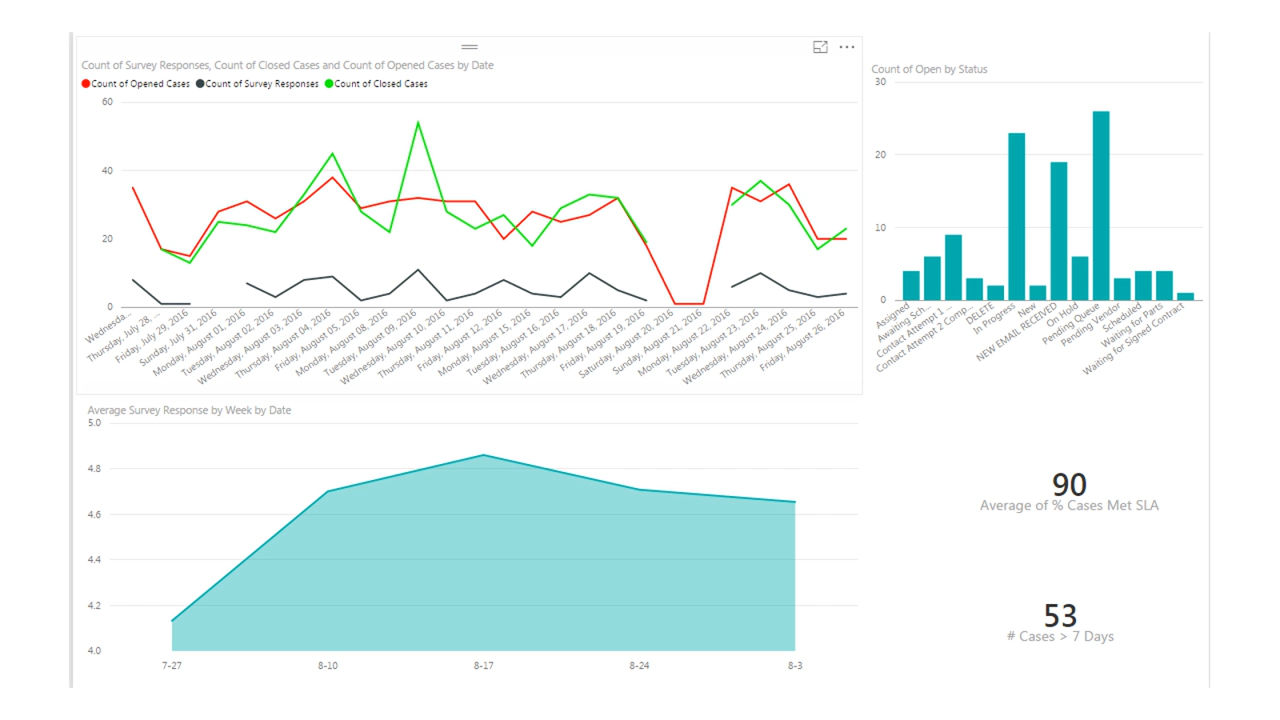 Count of Survey Responses, Count of Closed Cases and Count of Opened Cases by Date
Count of Opened Cases Count of Survey Responses Count of Closed Cases
60
40
20
0
Wednesda...
Thursday, July 28, ...
Friday, July 29, 2016
Sunday, July 31, 2016
Monday, August 01, 2016
Tuesday, August 02, 2016
Wednesday, August 03, 2016
Thursday, August 04, 2016
Friday, August 05, 2016
Monday, August 08, 2016
Tuesday, August 09, 2016
Wednesday, August 10, 2016
Thursday, August 11, 2016
Friday, August 12, 2016
Monday, August 15, 2016
Tuesday, August 16, 2016
Wednesday, August 17, 2016
Thursday, August 18, 2016
Friday, August 19, 2016
Saturday, August 20, 2016
Sunday, August 21, 2016
Monday, August 22, 2016
Tuesday, August 23, 2016
Wednesday, August 24, 2016
Thursday, August 25, 2016
Friday, August 26, 2016
Count of Open by Status
30
20
10
0
Assigned
Awaiting Sch...
Contact Attempt 1 ...
Contact Attempt 2 Comp...
DELETE
In Progress
New
NEW EMAIL RECEIVED
On Hold
Pending Queue
Pending Vendor
Scheduled
Waiting for Parts
Waiting for Signed Contract
Average Survey Response by Week by Date
5.0
4.8
4.6
4.4
4.2
4.0
7-27
8-10
8-17
8-24
8-3
90
Average of % Cases Met SLA
53
# Cases > 7 Days